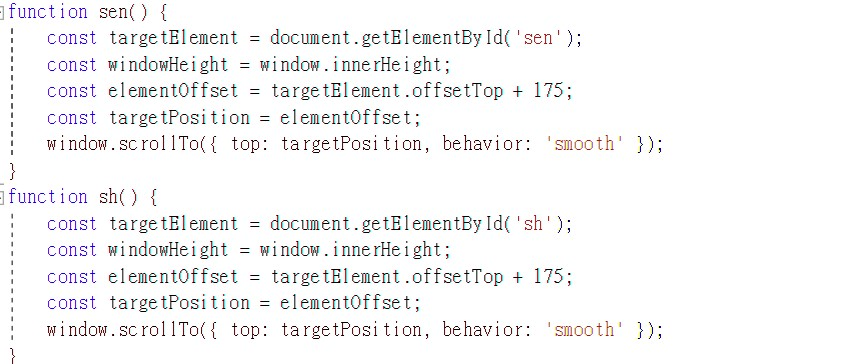 function sen() {
const targetElement = document.getElementById('sen');
const windowHeight = window.innerHeight;
const elementOffset = targetElement.offsetTop + 175;
const targetPosition = elementOffset;
window.scrollTo({ top: targetPosition, behavior: 'smooth' });
}
function sh() {
const targetElement = document.getElementById('sh');
const windowHeight = window.innerHeight;
const elementOffset = targetElement.offsetTop + 175;
const targetPosition = elementOffset;
window.scrollTo({ top: targetPosition, behavior: 'smooth' });
}